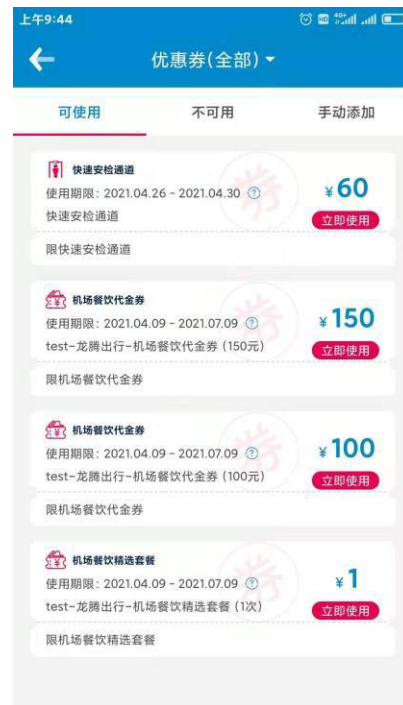 上午9:44
优惠券(全部)
可使用
不可用
手动添加
快速安检通道
使用期限: 2021.04.26 - 2021.04.30
快速安检通道
¥60
立即使用
限快速安检通道
机场餐饮代金券
使用期限: 2021.04.09 - 2021.07.09
test-龙腾出行-机场餐饮代金券 (150元)
¥150
立即使用
限机场餐饮代金券
机场餐饮代金券
使用期限: 2021.04.09 - 2021.07.09
test-龙腾出行-机场餐饮代金券 (100元)
¥100
立即使用
限机场餐饮代金券
机场餐饮精选套餐
使用期限: 2021.04.09 - 2021.07.09
test-龙腾出行-机场餐饮精选套餐 (1次)
¥1
立即使用
限机场餐饮精选套餐
券
券
券
券